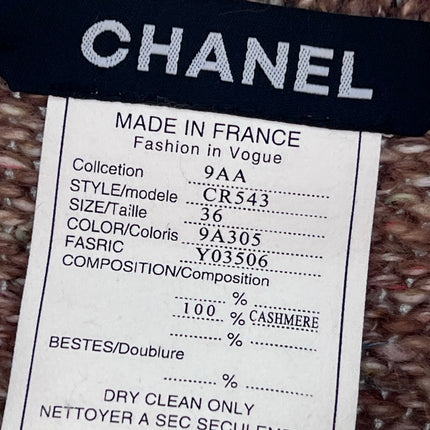 CHANEL
MADE IN FRANCE
Fashion in Vogue
Collcetion 9AA
STYLE/modele CR543
SIZE/Taille 36
COLOR/Coloris 9A305
FASRIC Y03506
COMPOSITION/Composition
........ %
100 % CASHMERE
........ % ............
BESTES/Doublure
........ % ............
DRY CLEAN ONLY
NETTOYER A SEC SEULEM